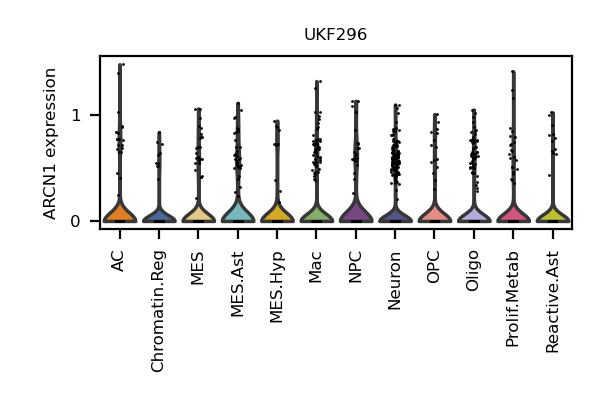 UKF296
ARCN1 expression
1
0
AC
Chromatin.Reg
MES
MES.Ast
MES.Hyp
Mac
NPC
Neuron
OPC
Oligo
Prolif.Metab
Reactive.Ast